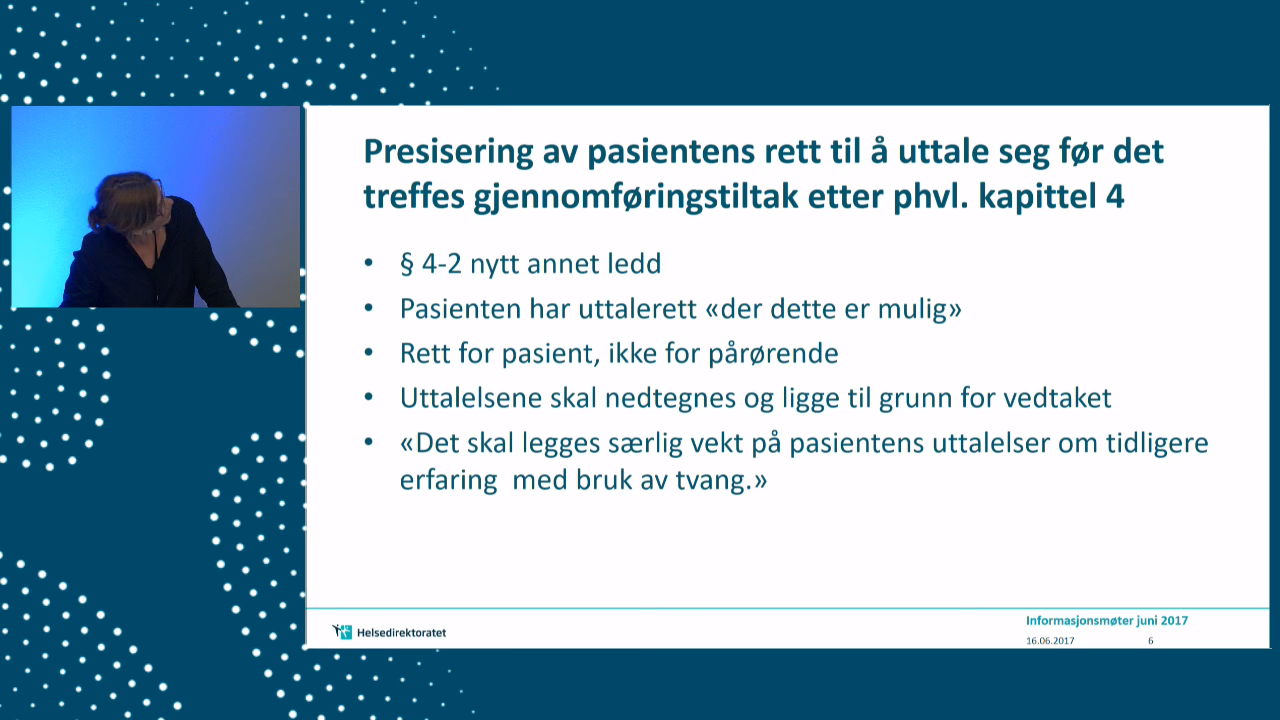 Presisering av pasientens rett til å uttale seg før det
treffes gjennomføringstiltak etter phvl. kapittel 4
• § 4-2 nytt annet ledd
• Pasienten har uttalerett «der dette er mulig»
• Rett for pasient, ikke for pårørende
• Uttalelsene skal nedtegnes og ligge til grunn for vedtaket
• «Det skal legges særlig vekt på pasientens uttalelser om tidligere
erfaring  med bruk av tvang.»
Helsedirektoratet
Informasjonsmøter juni 2017
16.06.2017 6